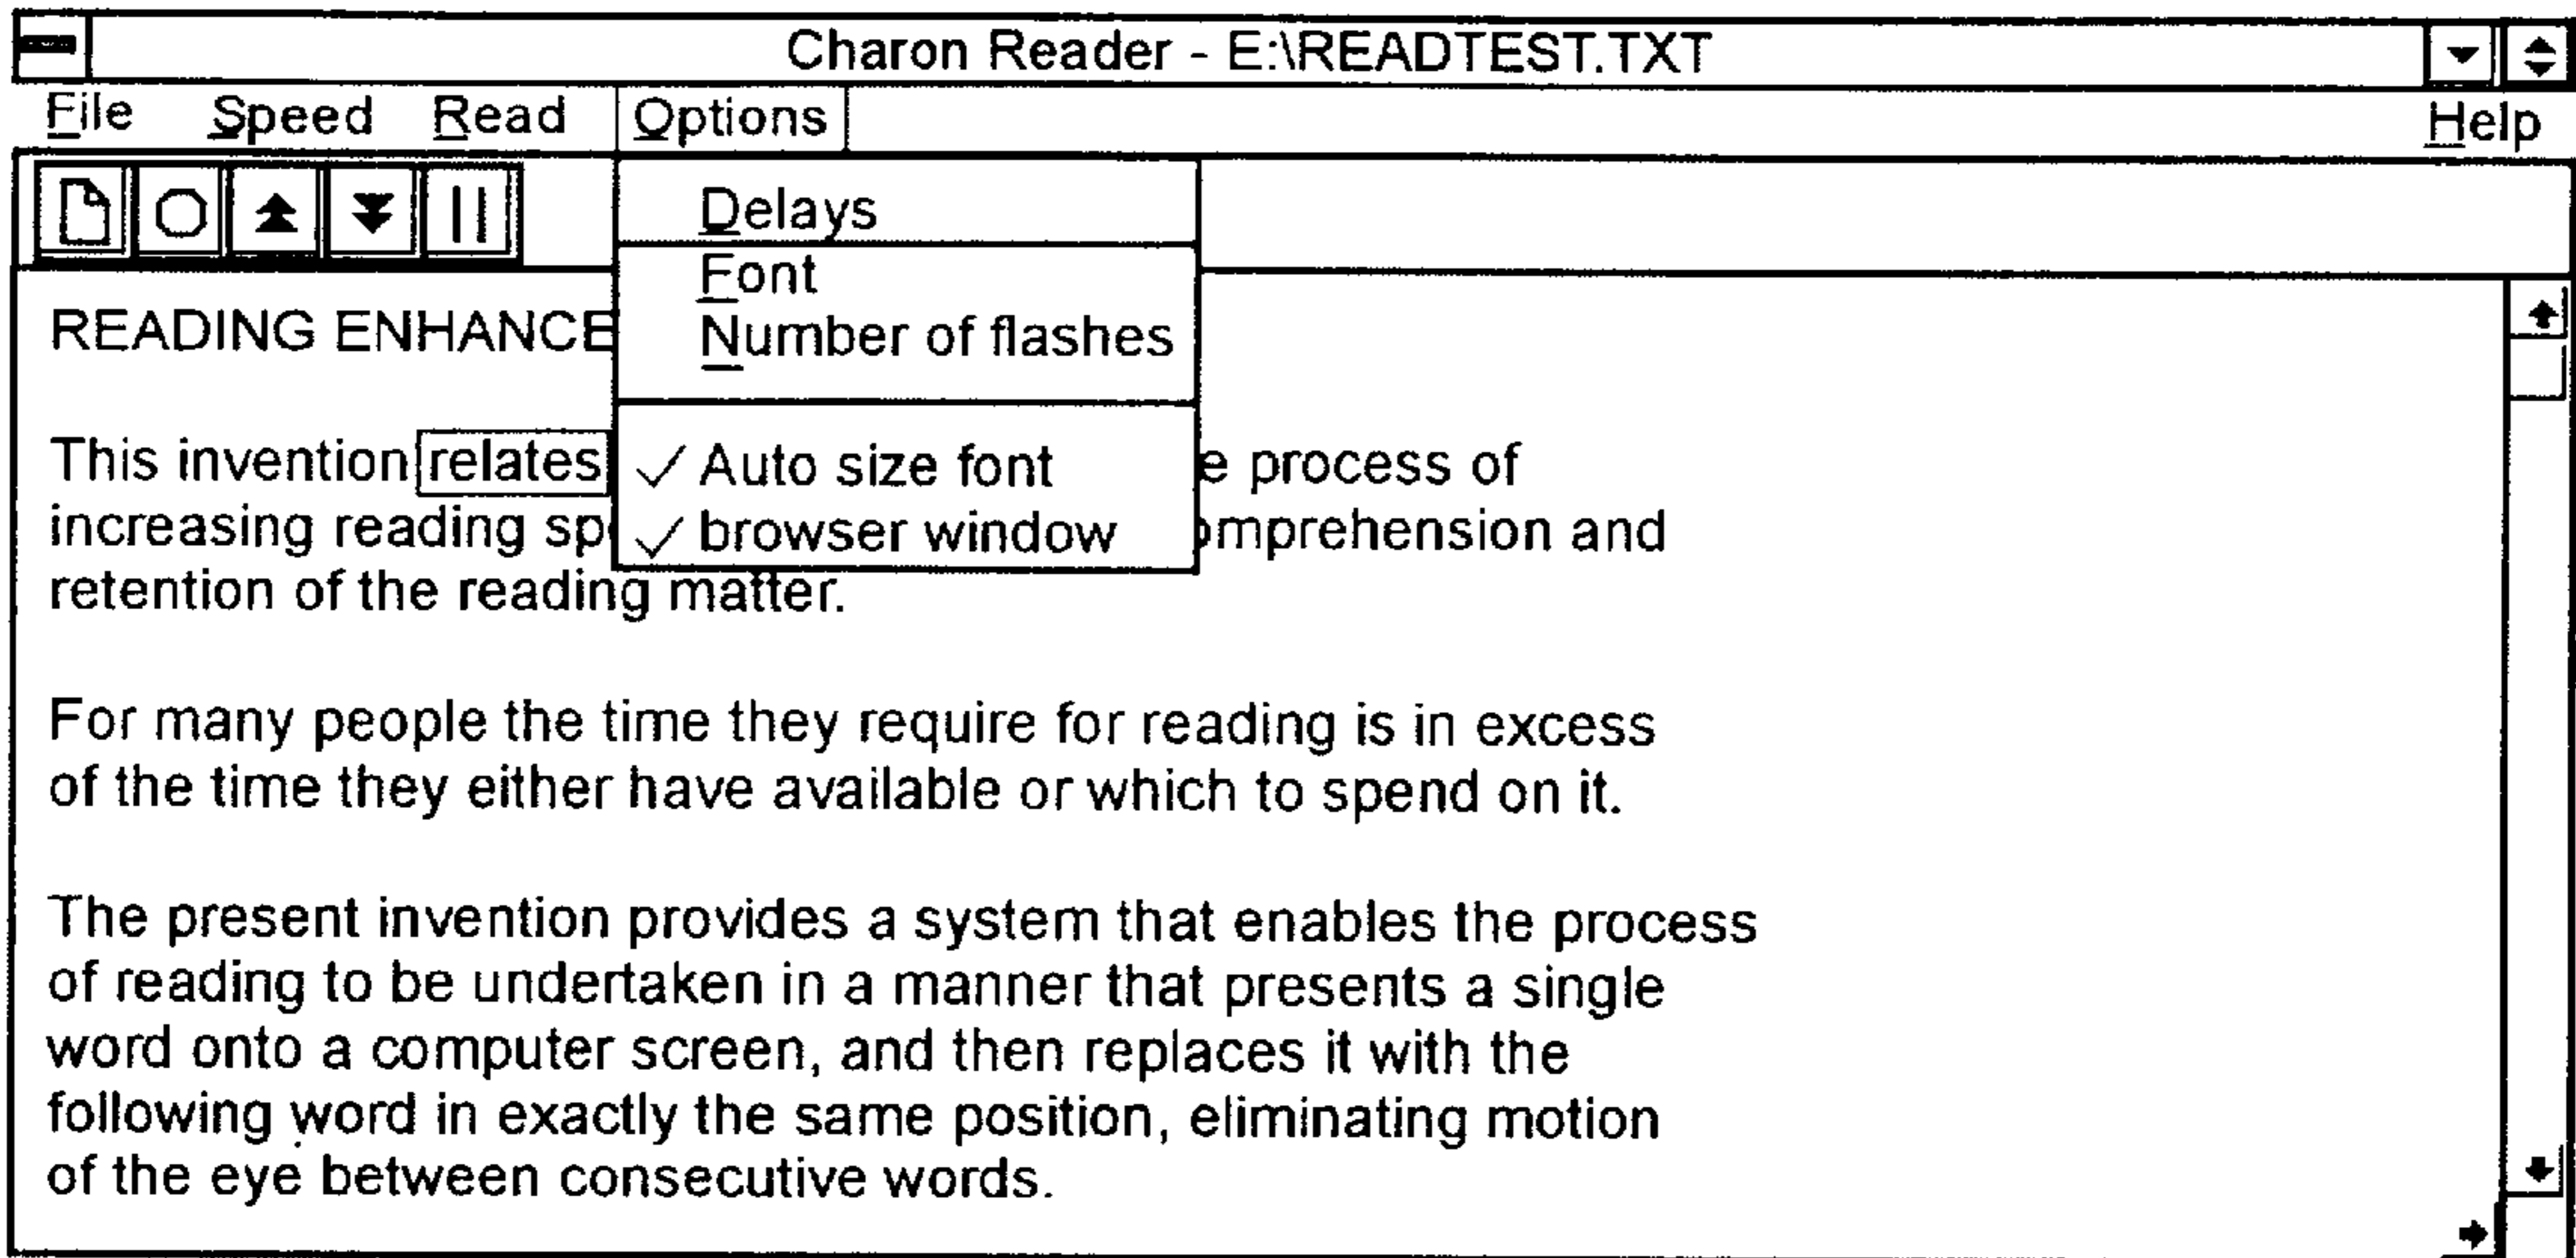 Charon Reader - E:\READTEST.TXT
File Speed Read Options Help
Delays
Font
Number of flashes
✓ Auto size font
✓ browser window
READING ENHANCE
This invention relates e process of
increasing reading sp omprehension and
retention of the reading matter.
For many people the time they require for reading is in excess
of the time they either have available or which to spend on it.
The present invention provides a system that enables the process
of reading to be undertaken in a manner that presents a single
word onto a computer screen, and then replaces it with the
following word in exactly the same position, eliminating motion
of the eye between consecutive words.